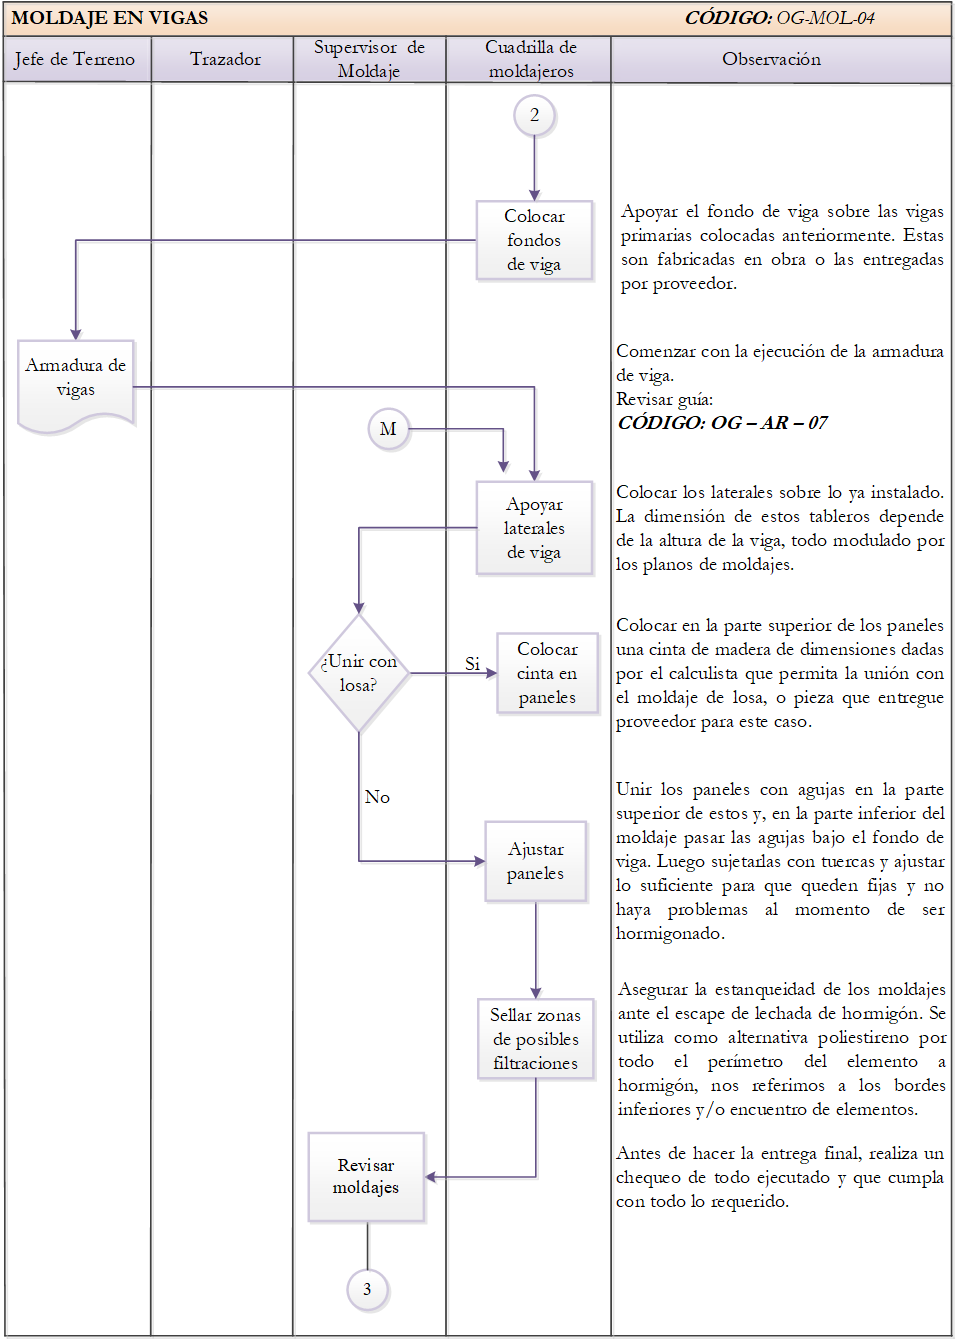 MOLDAJE EN VIGAS
CÓDIGO: OG-MOL-04
Jefe de Terreno
Trazador
Supervisor de
Moldaje
Cuadrilla de
moldajeros
Observación
2
Colocar
fondos
de viga
Apoyar el fondo de viga sobre las vigas
primarias colocadas anteriormente. Estas
son fabricadas en obra o las entregadas
por proveedor.
Armadura de
vigas
Comenzar con la ejecución de la armadura
de viga.
Revisar guía:
CÓDIGO: OG – AR – 07
M
Apoyar
laterales
de viga
Colocar los laterales sobre lo ya instalado.
La dimensión de estos tableros depende
de la altura de la viga, todo modulado por
los planos de moldajes.
¿Unir con
losa?
Si
Colocar
cinta en
paneles
Colocar en la parte superior de los paneles
una cinta de madera de dimensiones dadas
por el calculista que permita la unión con
el moldaje de losa, o pieza que entregue
proveedor para este caso.
No
Ajustar
paneles
Unir los paneles con agujas en la parte
superior de estos y, en la parte inferior del
moldaje pasar las agujas bajo el fondo de
viga. Luego sujetarlas con tuercas y ajustar
lo suficiente para que queden fijas y no
haya problemas al momento de ser
hormigonado.
Sellar zonas
de posibles
filtraciones
Asegurar la estanqueidad de los moldajes
ante el escape de lechada de hormigón. Se
utiliza como alternativa poliestireno por
todo el perímetro del elemento a
hormigón, nos referimos a los bordes
inferiores y/o encuentro de elementos.
Revisar
moldajes
Antes de hacer la entrega final, realiza un
chequeo de todo ejecutado y que cumpla
con todo lo requerido.
3